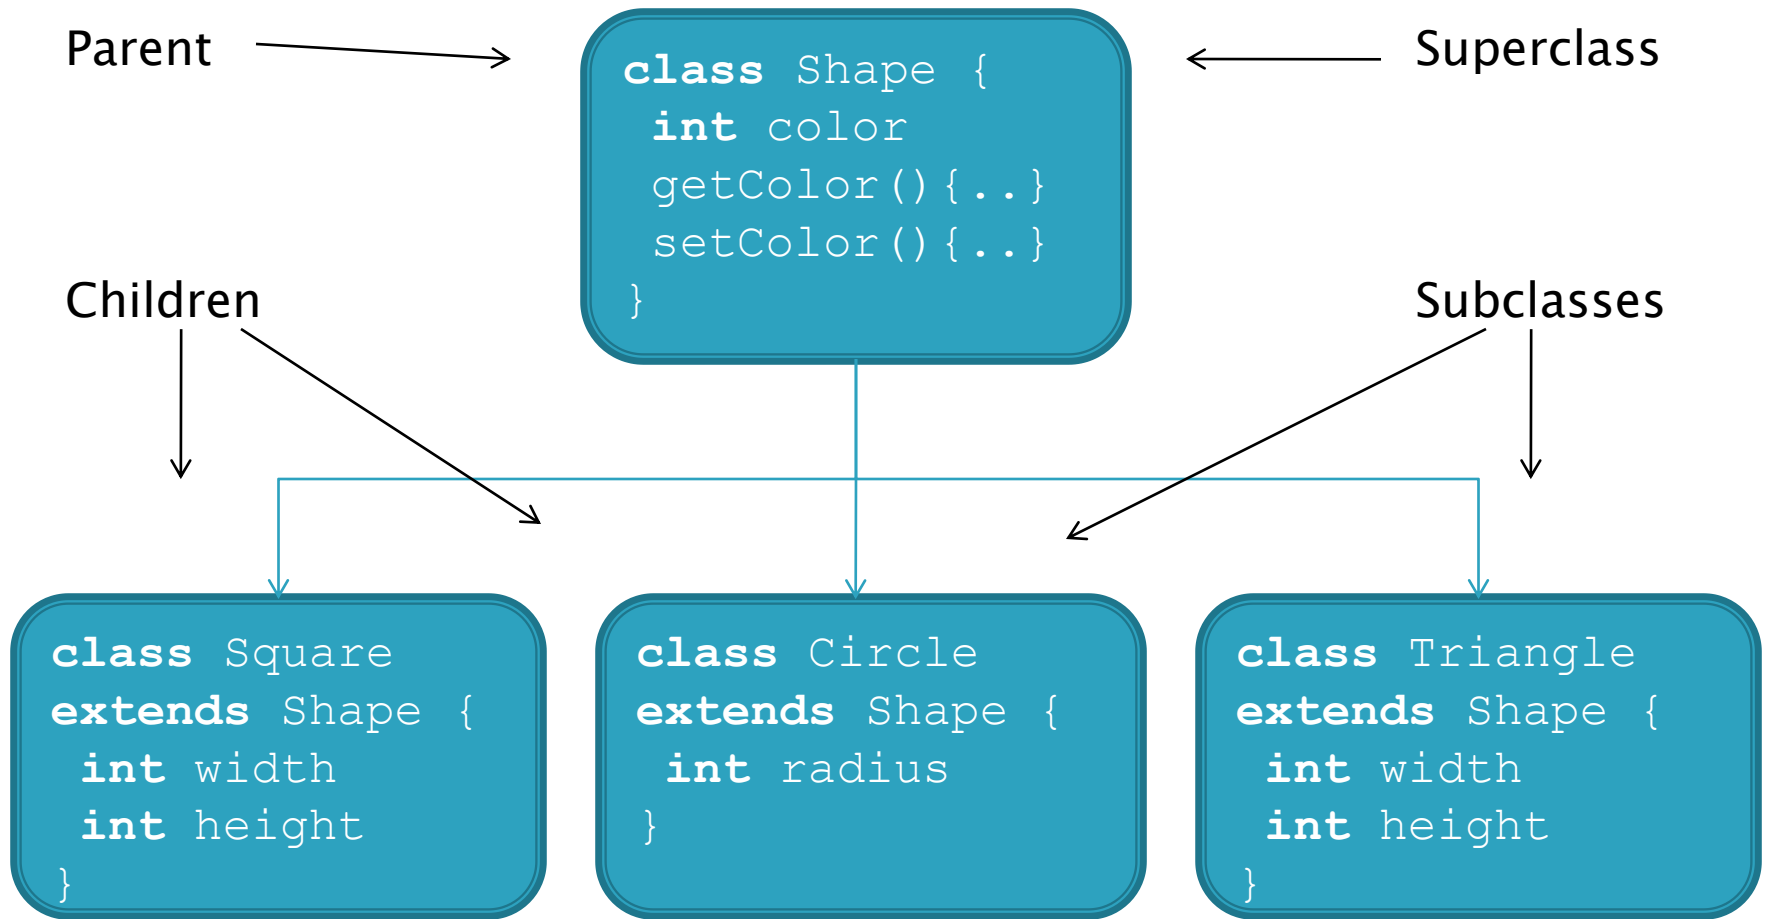 Parent
Superclass
class Shape {
int color
getColor(){..}
setColor(){..}
}
Children
Subclasses
class Square
extends Shape {
int width
int height
}
class Circle
extends Shape {
int radius
}
class Triangle
extends Shape {
int width
int height
}